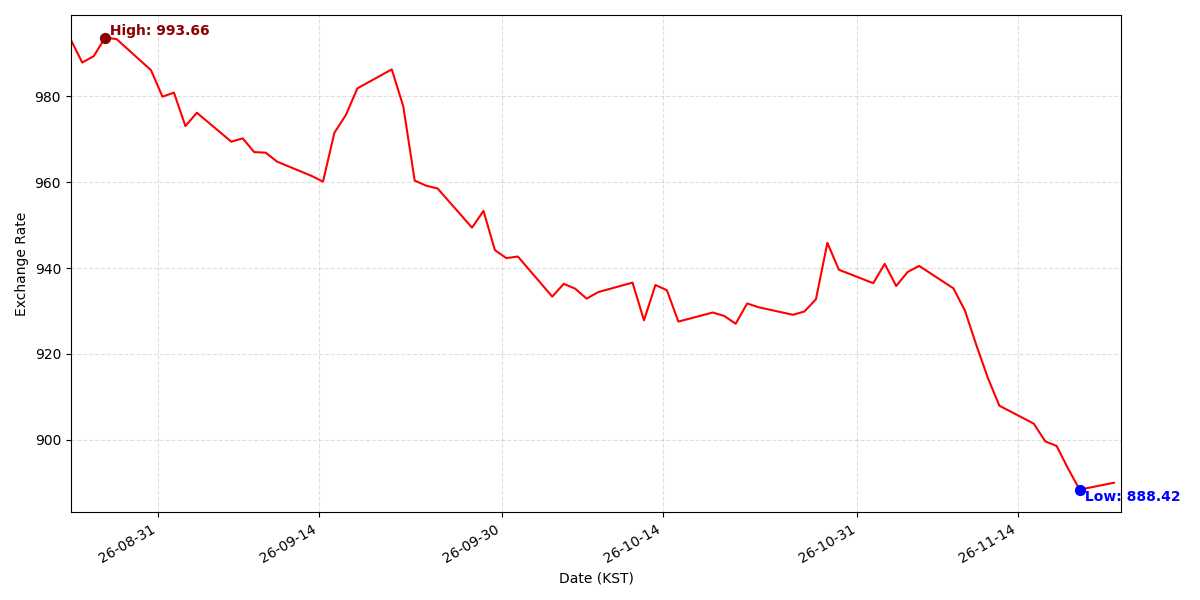 High: 993.66
980
960
940
920
900
Exchange Rate
Low: 888.42
26-08-31
26-09-14
26-09-30
26-10-14
26-10-31
26-11-14
Date (KST)